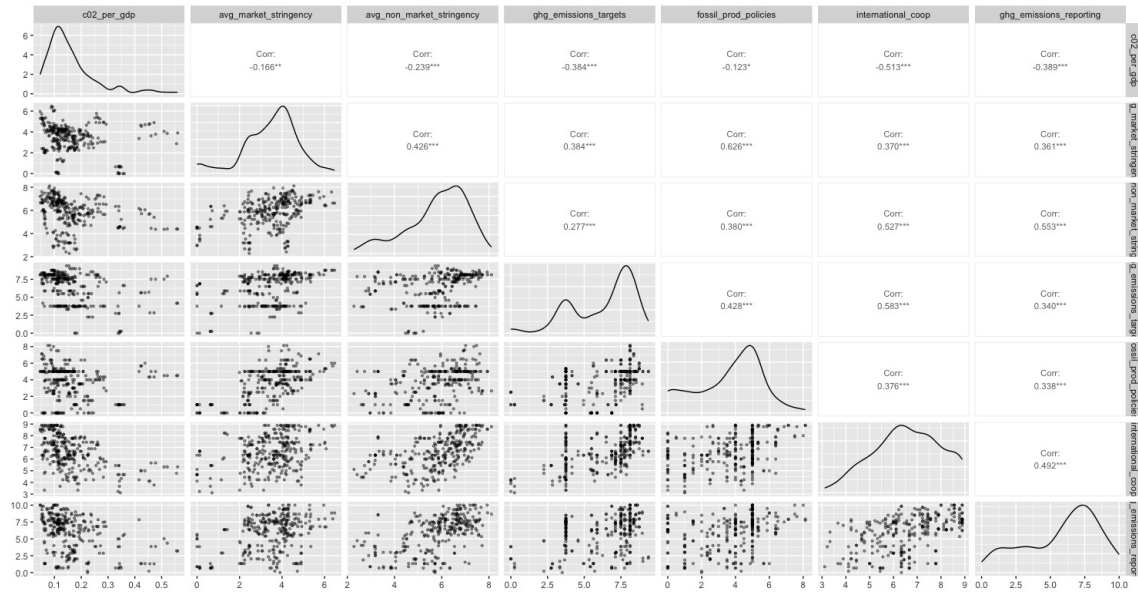 c02_per_gdp avg_market_stringency avg_non_market_stringency ghg_emissions_targets fossil_prod_policies international_coop ghg_emissions_reporting
6
4
2
0
Corr:
-0.166**
Corr:
-0.239***
Corr:
-0.384***
Corr:
-0.123*
Corr:
-0.513***
Corr:
-0.389***
c02_per_gdp
6
4
2
0
Corr:
0.426***
Corr:
0.384***
Corr:
0.626***
Corr:
0.370***
Corr:
0.361***
g_market_stringen
8
6
4
2
Corr:
0.277***
Corr:
0.380***
Corr:
0.527***
Corr:
0.553***
non_market_string
7.5
5.0
2.5
0.0
Corr:
0.428***
Corr:
0.583***
Corr:
0.340***
g_emissions_targ
8
6
4
2
0
Corr:
0.376***
Corr:
0.338***
ossil_prod_policie
9
8
7
6
5
4
3
Corr:
0.492***
international_coop
10.0
7.5
5.0
2.5
0.0
_emissions_repor
0.1 0.2 0.3 0.4 0.5 0 2 4 6 2 4 6 8 0.0 2.5 5.0 7.5 0 2 4 6 8 3 4 5 6 7 8 9 0.0 2.5 5.0 7.5 10.0